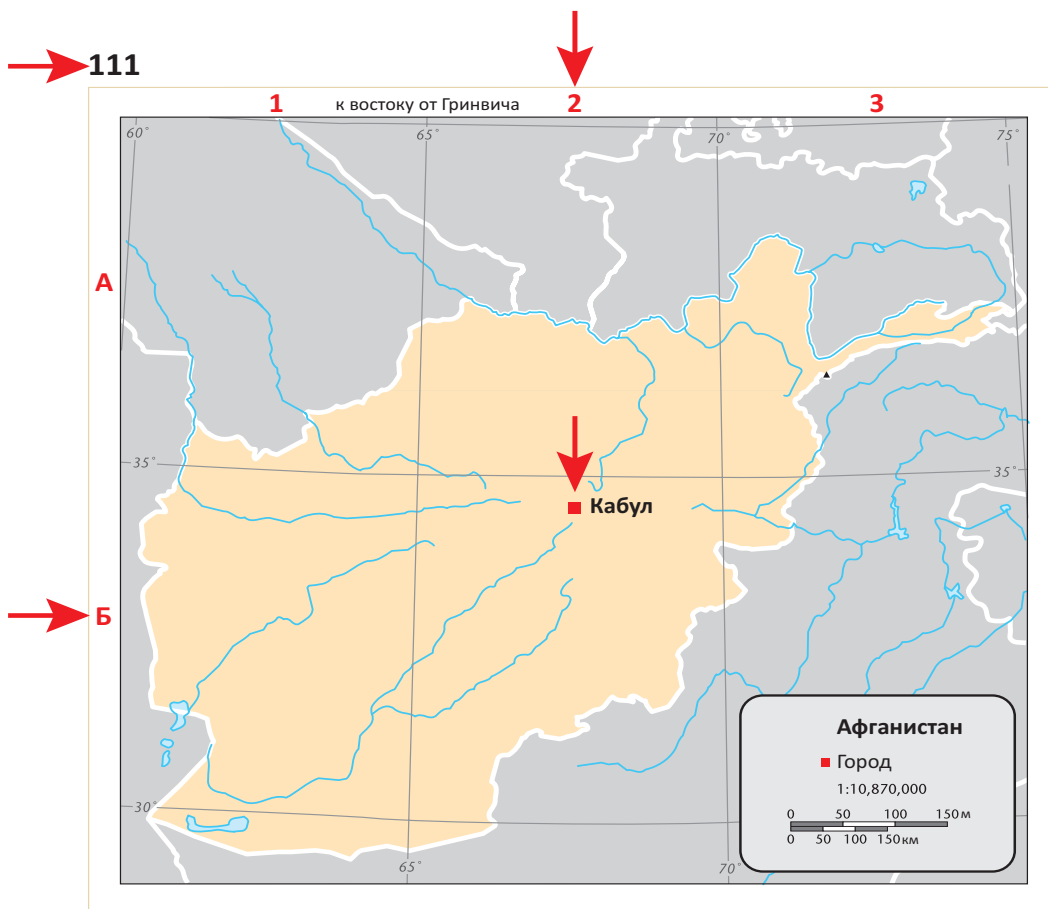 111
1 к востоку от Гринвича 2 3
60° 65° 70° 75°
А
35° 35°
Кабул
Б
30°
65° 70°
Афганистан
Город
1:10,870,000
0 50 100 150 м
0 50 100 150 км